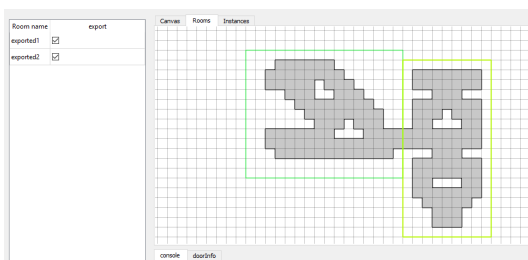 Canvas Rooms Instances
Room name export
exported1
exported2
console doorInfo